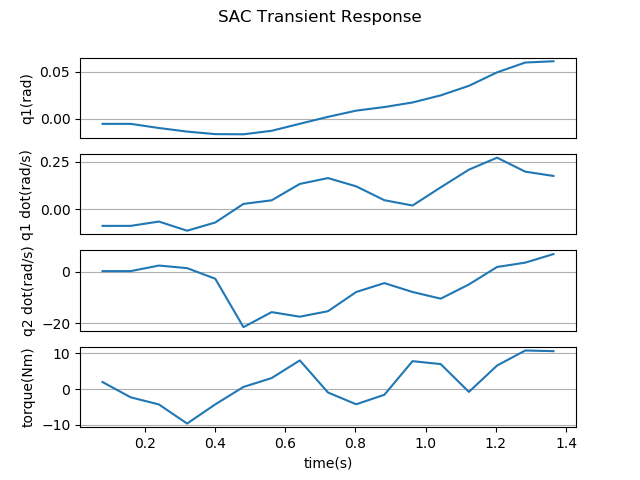 SAC Transient Response
q1(rad)
0.05
0.00
q1 dot(rad/s)
0.25
0.00
q2 dot(rad/s)
0
−20
torque(Nm)
10
0
−10
0.2 0.4 0.6 0.8 1.0 1.2 1.4
time(s)